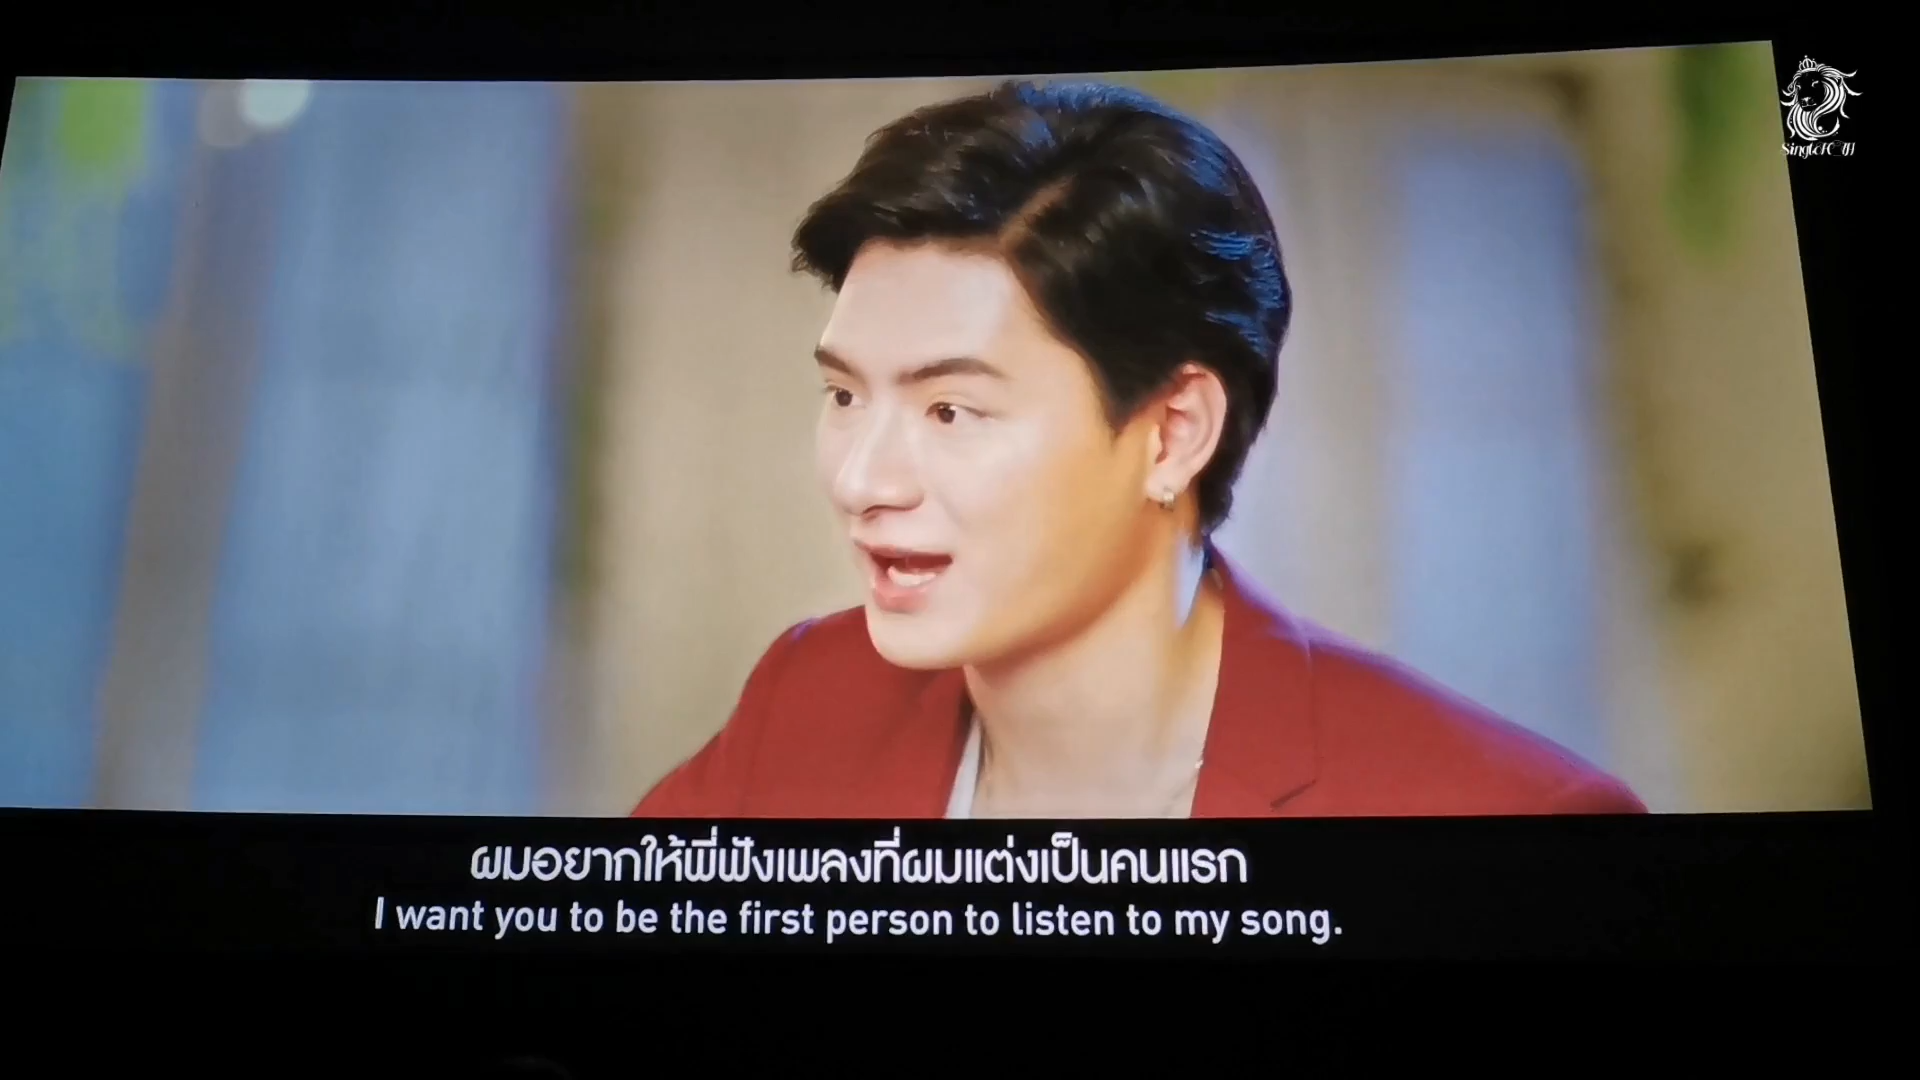 ผมอยากให้พี่ฟังเพลงที่ผมแต่งเป็นคนแรก
I want you to be the first person to listen to my song.